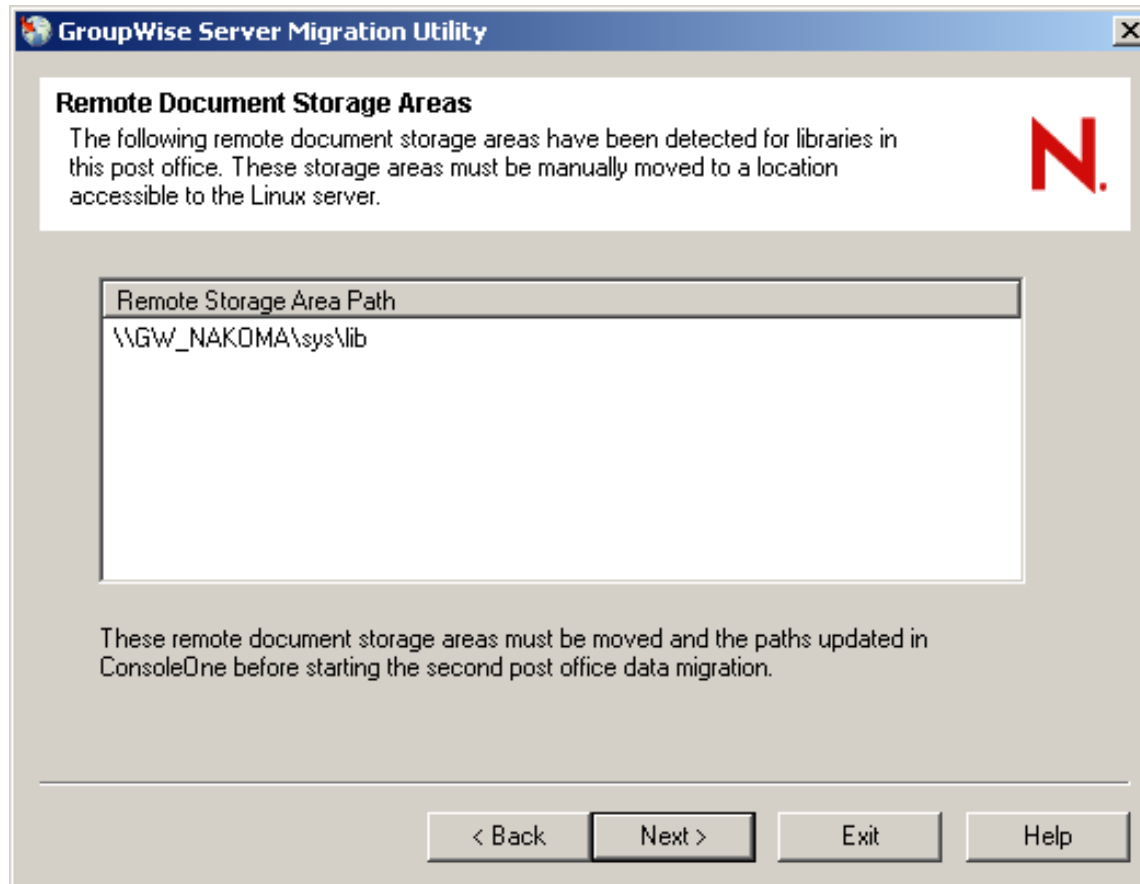 GroupWise Server Migration Utility
Remote Document Storage Areas
The following remote document storage areas have been detected for libraries in
this post office. These storage areas must be manually moved to a location
accessible to the Linux server.
N.
Remote Storage Area Path
\\GW_NAKOMA\sys\lib
These remote document storage areas must be moved and the paths updated in
ConsoleOne before starting the second post office data migration.
< Back Next > Exit Help